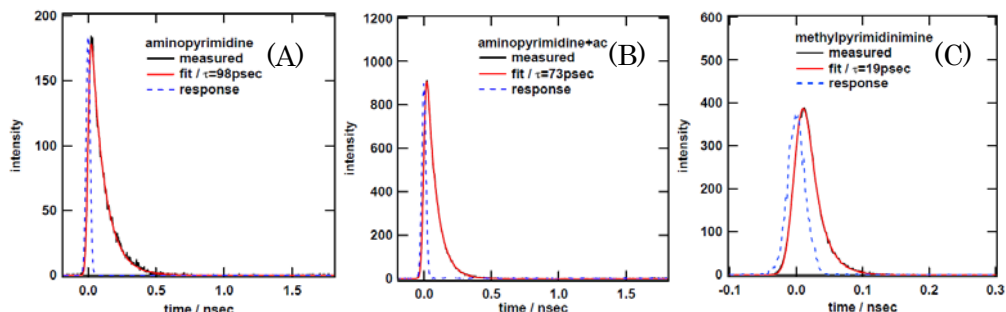 200
150
100
50
0
intensity
aminopyrimidine
measured
fit / τ=98psec
response
(A)
0.0 0.5 1.0 1.5
time / nsec
1200
1000
800
600
400
200
0
intensity
aminopyrimidine+ac
measured
fit / τ=73psec
response
(B)
0.0 0.5 1.0 1.5
time / nsec
600
500
400
300
200
100
0
intensity
methylpyrimidinimine
measured
fit / τ=19psec
response
(C)
-0.1 0.0 0.1 0.2 0.3
time / nsec